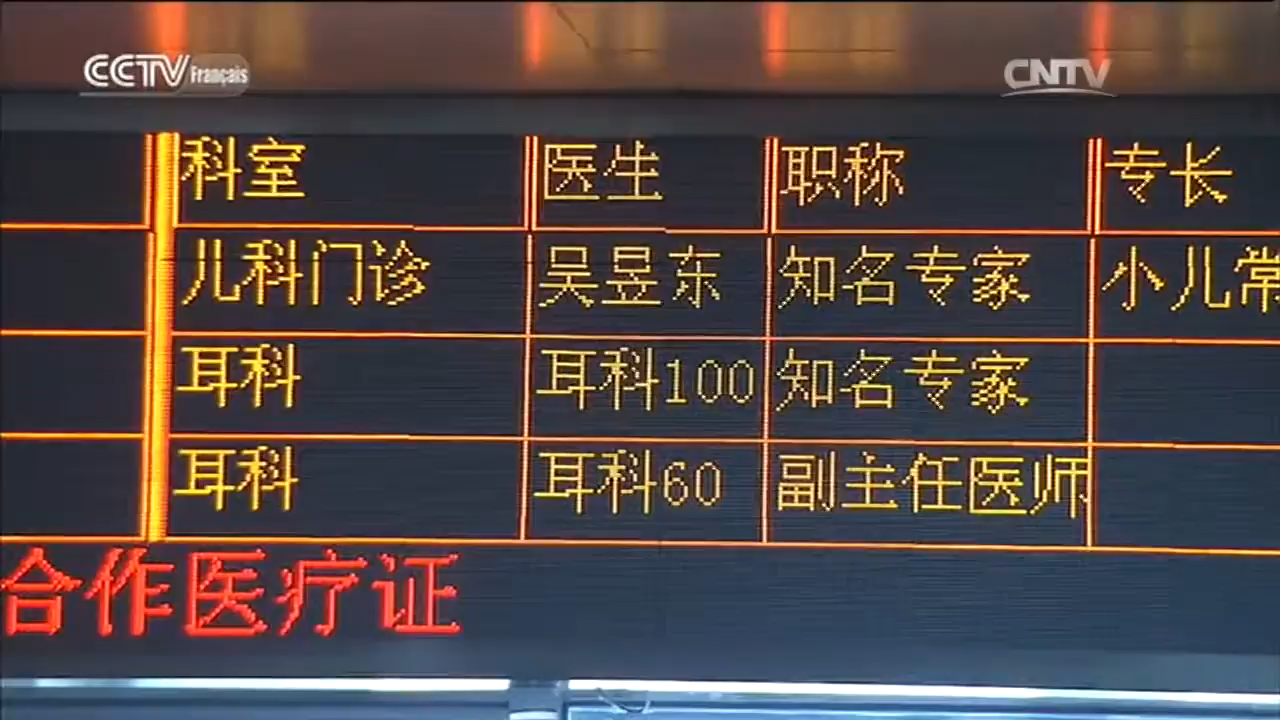 CCTV Français
CNTV
科室 医生 职称 专长
儿科门诊 吴昱东 知名专家 小儿常
耳科 耳科100 知名专家
耳科 耳科60 副主任医师
合作医疗证